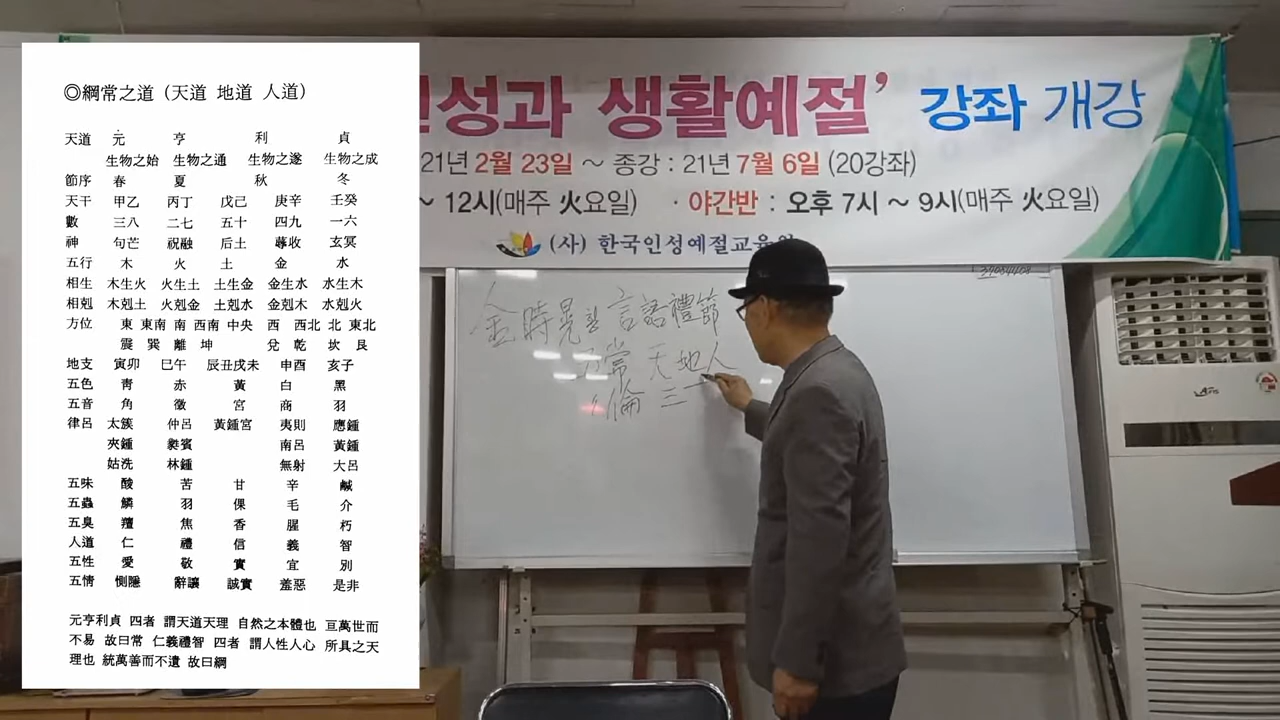 ◎綱常之道 (天道 地道 人道)
天道 元 亨 利 貞
生物之始 生物之通 生物之遂 生物之成
節序 春 夏 秋 冬
天干 甲乙 丙丁 戊己 庚辛 壬癸
數 三八 二七 五十 四九 一六
神 句芒 祝融 后土 蓐收 玄冥
五行 木 火 土 金 水
相生 木生火 火生土 土生金 金生水 水生木
相剋 木剋土 火剋金 土剋水 金剋木 水剋火
方位 東 東南 南 西南 中央 西 西北 北 東北
震 巽 離 坤 兌 乾 坎 艮
地支 寅卯 巳午 辰丑戌未 申酉 亥子
五色 靑 赤 黃 白 黑
五音 角 徵 宮 商 羽
律呂 太簇 仲呂 黃鍾宮 夷則 應鍾
夾鍾 蕤賓 南呂 黃鍾
姑洗 林鍾 無射 大呂
五味 酸 苦 甘 辛 鹹
五蟲 鱗 羽 倮 毛 介
五臭 羶 焦 香 腥 朽
人道 仁 禮 信 義 智
五性 愛 敬 實 宜 別
五情 惻隱 辭讓 誠實 羞惡 是非
元亨利貞 四者 謂天道天理 自然之本體也 亘萬世而
不易 故曰常 仁義禮智 四者 謂人性人心 所具之天
理也 統萬善而不遺 故曰綱
성과 생활예절’ 강좌 개강
21년 2월 23일 ~ 종강 : 21년 7월 6일 (20강좌)
~ 12시(매주 火요일) · 야간반 : 오후 7시 ~ 9시(매주 火요일)
(사) 한국인성예절교육원
金時晃 言語禮節
常 天地人
倫 三